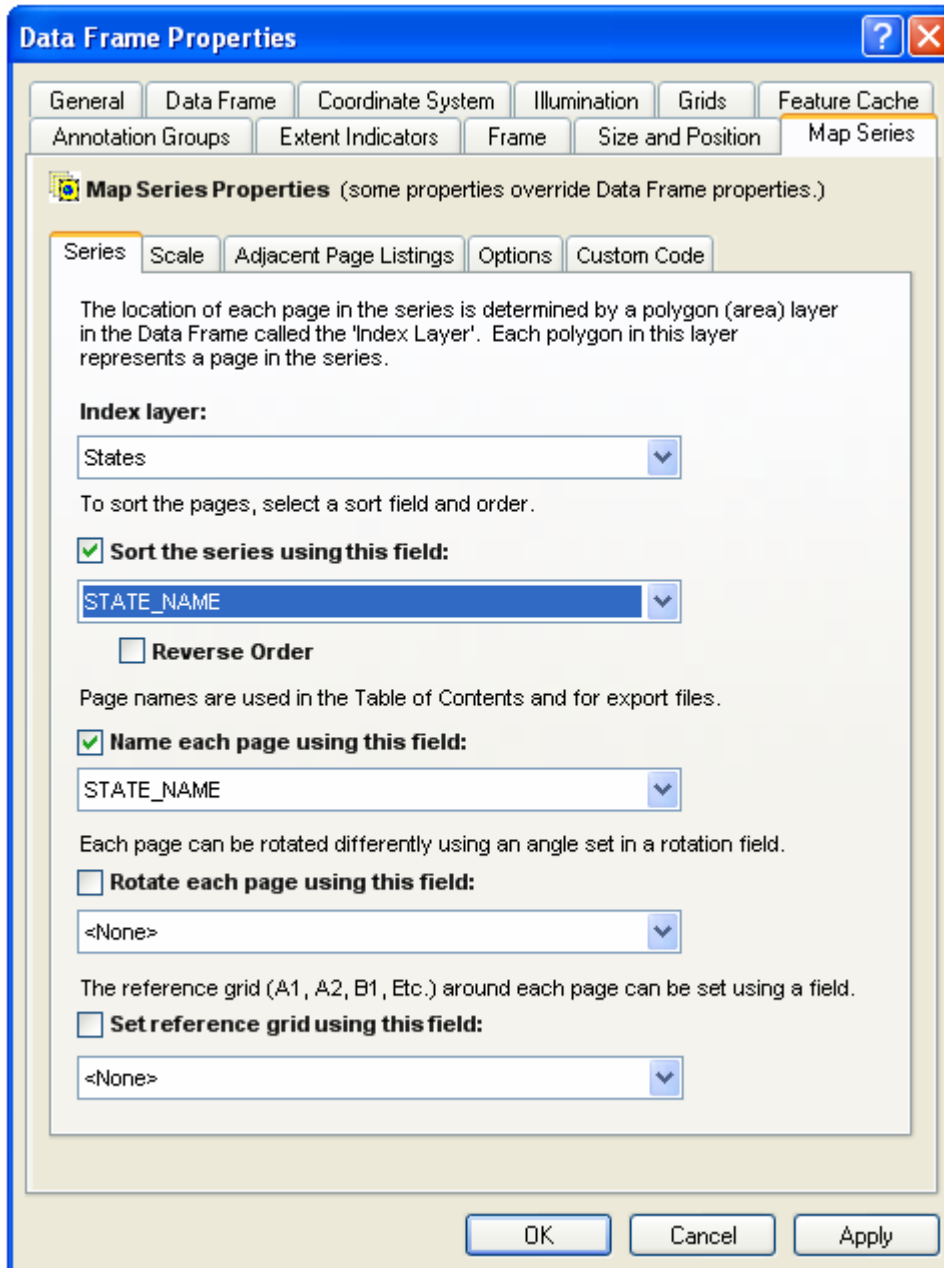 Data Frame Properties
General Data Frame Coordinate System Illumination Grids Feature Cache
Annotation Groups Extent Indicators Frame Size and Position Map Series
Map Series Properties (some properties override Data Frame properties.)
Series Scale Adjacent Page Listings Options Custom Code
The location of each page in the series is determined by a polygon (area) layer
in the Data Frame called the 'Index Layer'. Each polygon in this layer
represents a page in the series.
Index layer:
States
To sort the pages, select a sort field and order.
Sort the series using this field:
STATE_NAME
Reverse Order
Page names are used in the Table of Contents and for export files.
Name each page using this field:
STATE_NAME
Each page can be rotated differently using an angle set in a rotation field.
Rotate each page using this field:
<None>
The reference grid (A1, A2, B1, Etc.) around each page can be set using a field.
Set reference grid using this field:
<None>
OK Cancel Apply